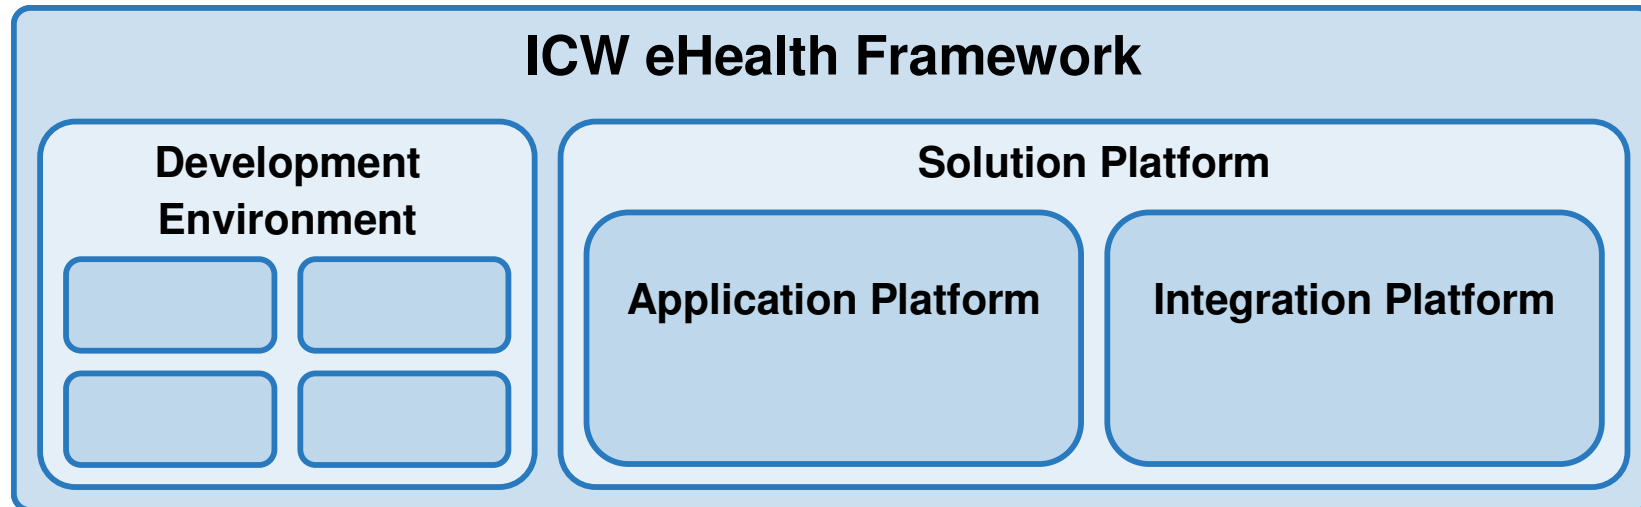 ICW eHealth Framework
Development
Environment
Solution Platform
Application Platform
Integration Platform